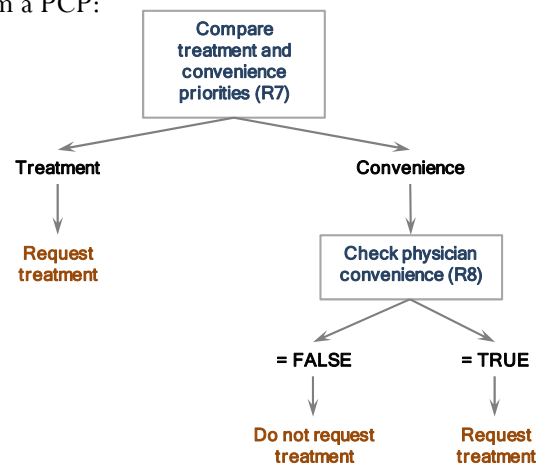 m a PCP:
Compare
treatment and
convenience
priorities (R7)
Treatment
Convenience
Request
treatment
Check physician
convenience (R8)
= FALSE
= TRUE
Do not request
treatment
Request
treatment